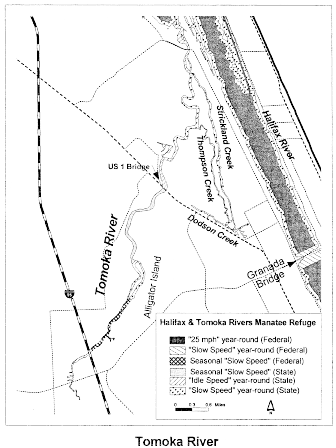 Strickland Creek
Halifax River
Thompson Creek
US 1 Bridge
Dodson Creek
Tomoka River
Alligator Island
Granada
Bridge
Halifax & Tomoka Rivers Manatee Refuge
"25 mph" year-round (Federal)
"Slow Speed" year-round (Federal)
Seasonal "Slow Speed" (Federal)
Seasonal "Slow Speed" (State)
"Idle Speed" year-round (State)
"Slow Speed" year-round (State)
0 0.3 0.6 Miles
N
Tomoka River